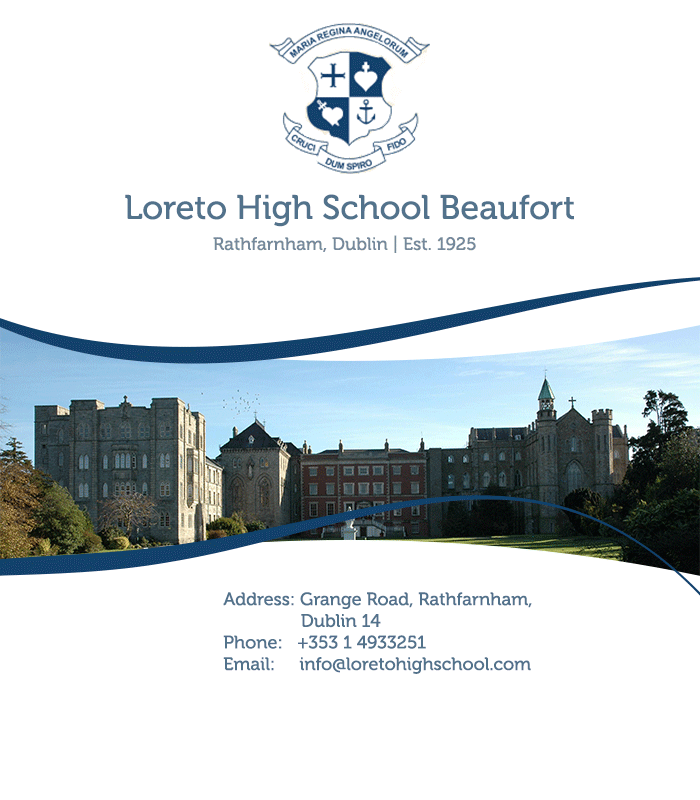 MARIA REGINA ANGELORUM
CRUCI DUM SPIRO FIDO
Loreto High School Beaufort
Rathfarnham, Dublin | Est. 1925
Address: Grange Road, Rathfarnham,
Dublin 14
Phone: +353 1 4933251
Email: info@loretohighschool.com